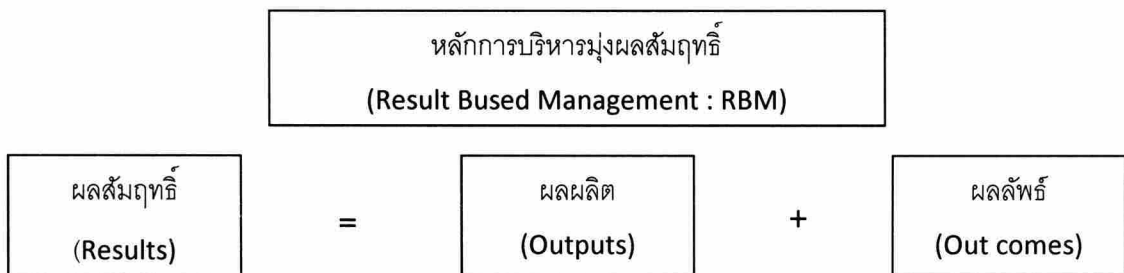 หลักการบริหารมุ่งผลสัมฤทธิ์
(Result Bused Management : RBM)
ผลสัมฤทธิ์ = ผลผลิต + ผลลัพธ์
(Results) (Outputs) (Out comes)